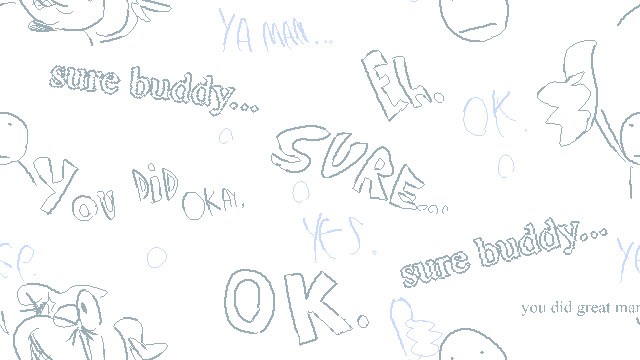 YA MAN...
sure buddy...
Eh.
OK.
SURE...
YOU DiD OKAY.
YES.
sure buddy...
OK.
you did great man